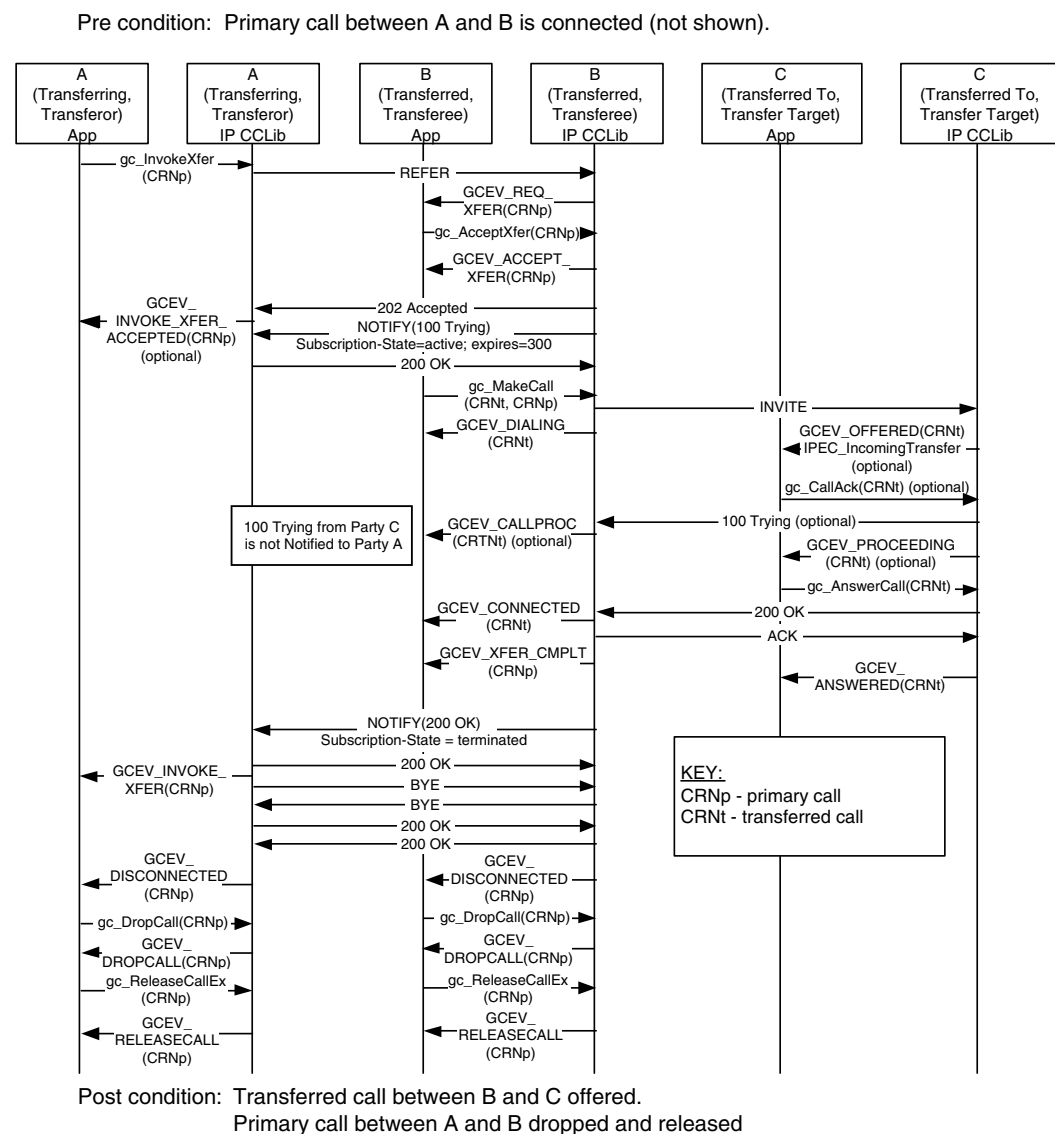 Pre condition: Primary call between A and B is connected (not shown).
A
(Transferring,
Transferor)
App
A
(Transferring,
Transferor)
IP CCLib
B
(Transferred,
Transferee)
App
B
(Transferred,
Transferee)
IP CCLib
C
(Transferred To,
Transfer Target)
App
C
(Transferred To,
Transfer Target)
IP CCLib
gc_InvokeXfer
(CRNp)
REFER
GCEV_REQ_
XFER(CRNp)
gc_AcceptXfer(CRNp)
GCEV_ACCEPT_
XFER(CRNp)
202 Accepted
GCEV_
INVOKE_XFER_
ACCEPTED(CRNp)
(optional)
NOTIFY(100 Trying)
Subscription-State=active; expires=300
200 OK
gc_MakeCall
(CRNt, CRNp)
INVITE
GCEV_DIALING
(CRNt)
GCEV_OFFERED(CRNt)
IPEC_IncomingTransfer
(optional)
gc_CallAck(CRNt) (optional)
100 Trying from Party C
is not Notified to Party A
100 Trying (optional)
GCEV_CALLPROC
(CRTNt) (optional)
GCEV_PROCEEDING
(CRNt) (optional)
gc_AnswerCall(CRNt)
200 OK
GCEV_CONNECTED
(CRNt)
ACK
GCEV_XFER_CMPLT
(CRNp)
GCEV_
ANSWERED(CRNt)
NOTIFY(200 OK)
Subscription-State = terminated
200 OK
GCEV_INVOKE_
XFER(CRNp)
BYE
BYE
200 OK
200 OK
KEY:
CRNp - primary call
CRNt - transferred call
GCEV_
DISCONNECTED
(CRNp)
GCEV_
DISCONNECTED
(CRNp)
gc_DropCall(CRNp)
gc_DropCall(CRNp)
GCEV_
DROPCALL(CRNp)
GCEV_
DROPCALL(CRNp)
gc_ReleaseCallEx
(CRNp)
gc_ReleaseCallEx
(CRNp)
GCEV_
RELEASECALL
(CRNp)
GCEV_
RELEASECALL
(CRNp)
Post condition: Transferred call between B and C offered.
Primary call between A and B dropped and released